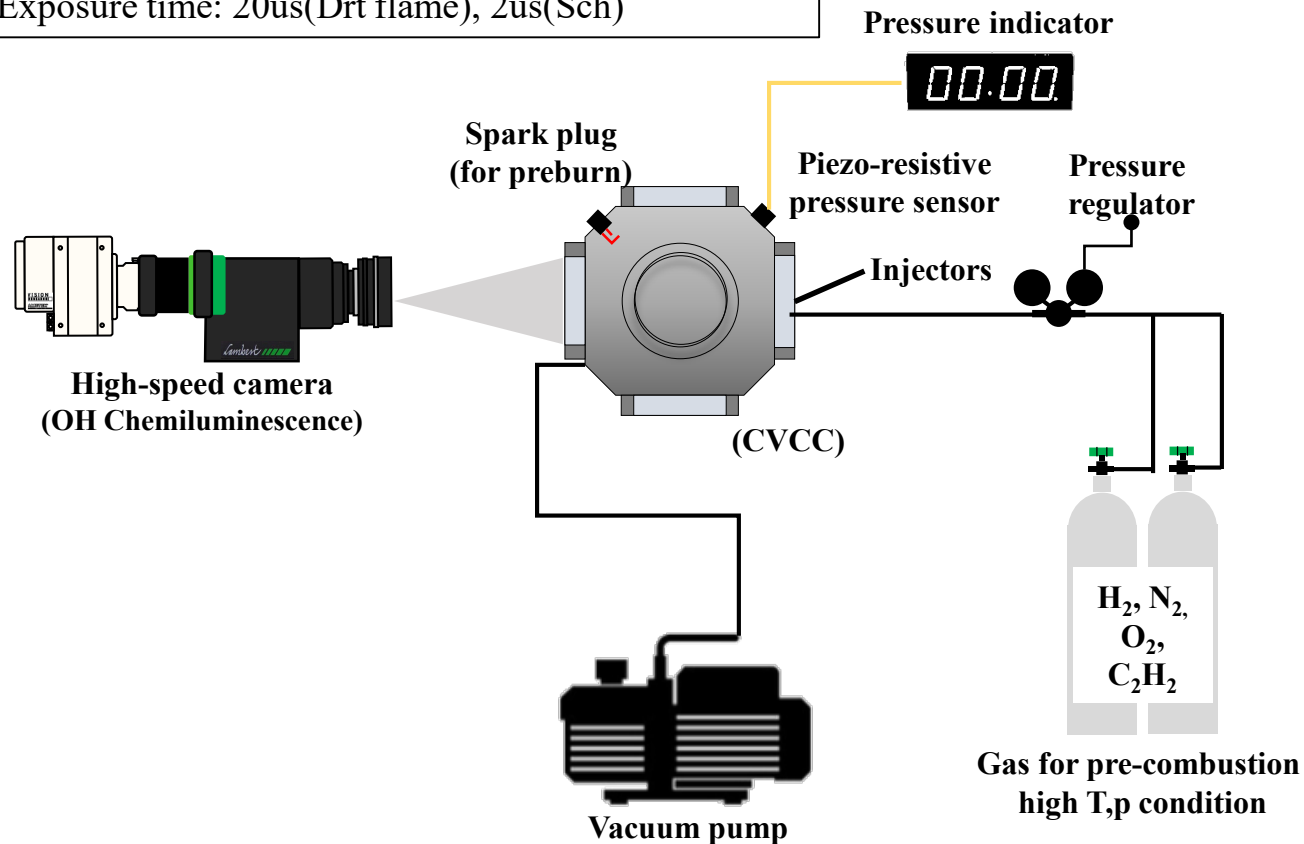 Exposure time: 20us(Drt flame), 2us(Sch)
Pressure indicator
00.00.
Spark plug
(for preburn)
Piezo-resistive
pressure sensor
Pressure
regulator
Injectors
VISION
Lambert
High-speed camera
(OH Chemiluminescence)
(CVCC)
H₂, N₂,
O₂,
C₂H₂
Gas for pre-combustion
high T,p condition
Vacuum pump